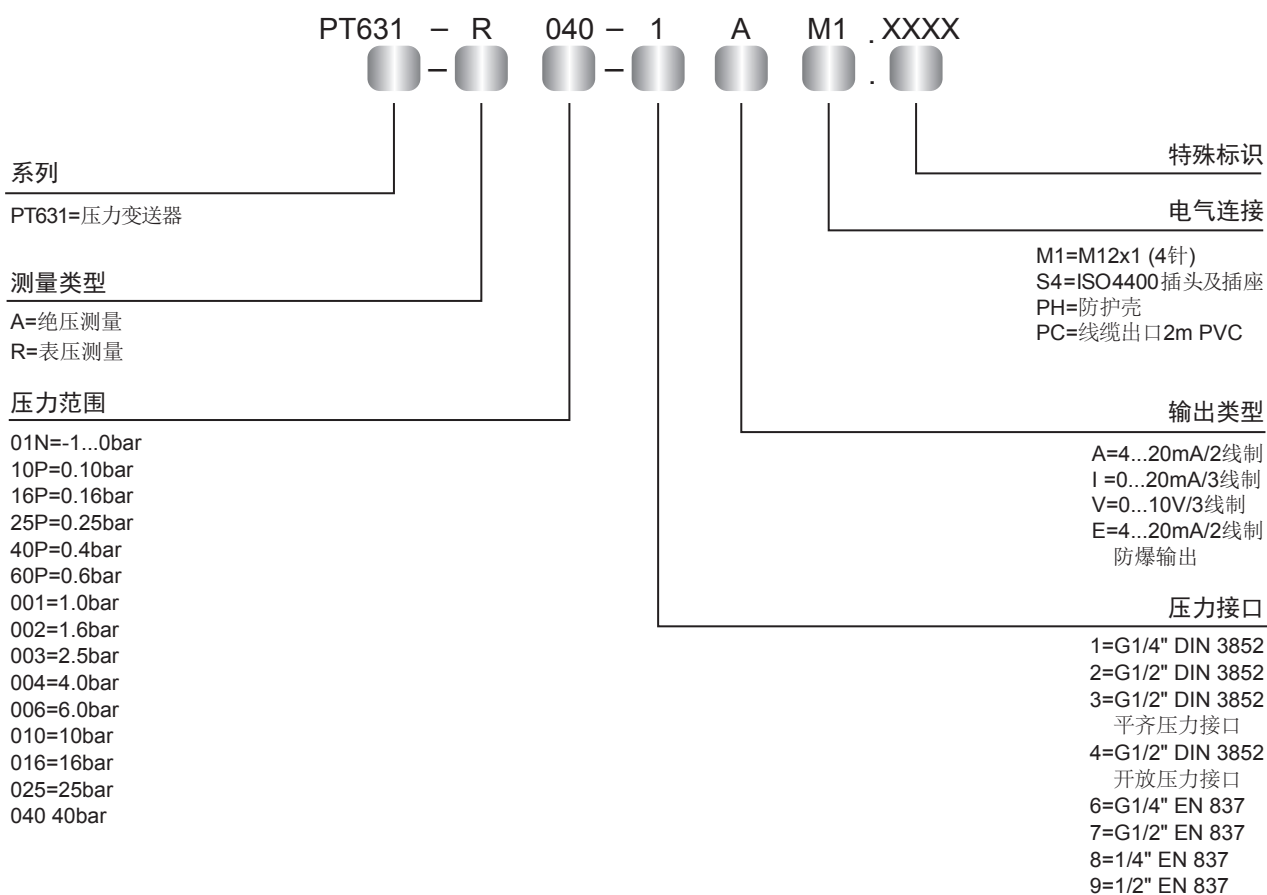 PT631 – R 040 – 1 A M1 . XXXX
– – .
系列
PT631=压力变送器
测量类型
A=绝压测量
R=表压测量
压力范围
01N=-1...0bar
10P=0.10bar
16P=0.16bar
25P=0.25bar
40P=0.4bar
60P=0.6bar
001=1.0bar
002=1.6bar
003=2.5bar
004=4.0bar
006=6.0bar
010=10bar
016=16bar
025=25bar
040 40bar
特殊标识
电气连接
M1=M12x1 (4针)
S4=ISO4400插头及插座
PH=防护壳
PC=线缆出口2m PVC
输出类型
A=4...20mA/2线制
I =0...20mA/3线制
V=0...10V/3线制
E=4...20mA/2线制
防爆输出
压力接口
1=G1/4" DIN 3852
2=G1/2" DIN 3852
3=G1/2" DIN 3852
平齐压力接口
4=G1/2" DIN 3852
开放压力接口
6=G1/4" EN 837
7=G1/2" EN 837
8=1/4" EN 837
9=1/2" EN 837